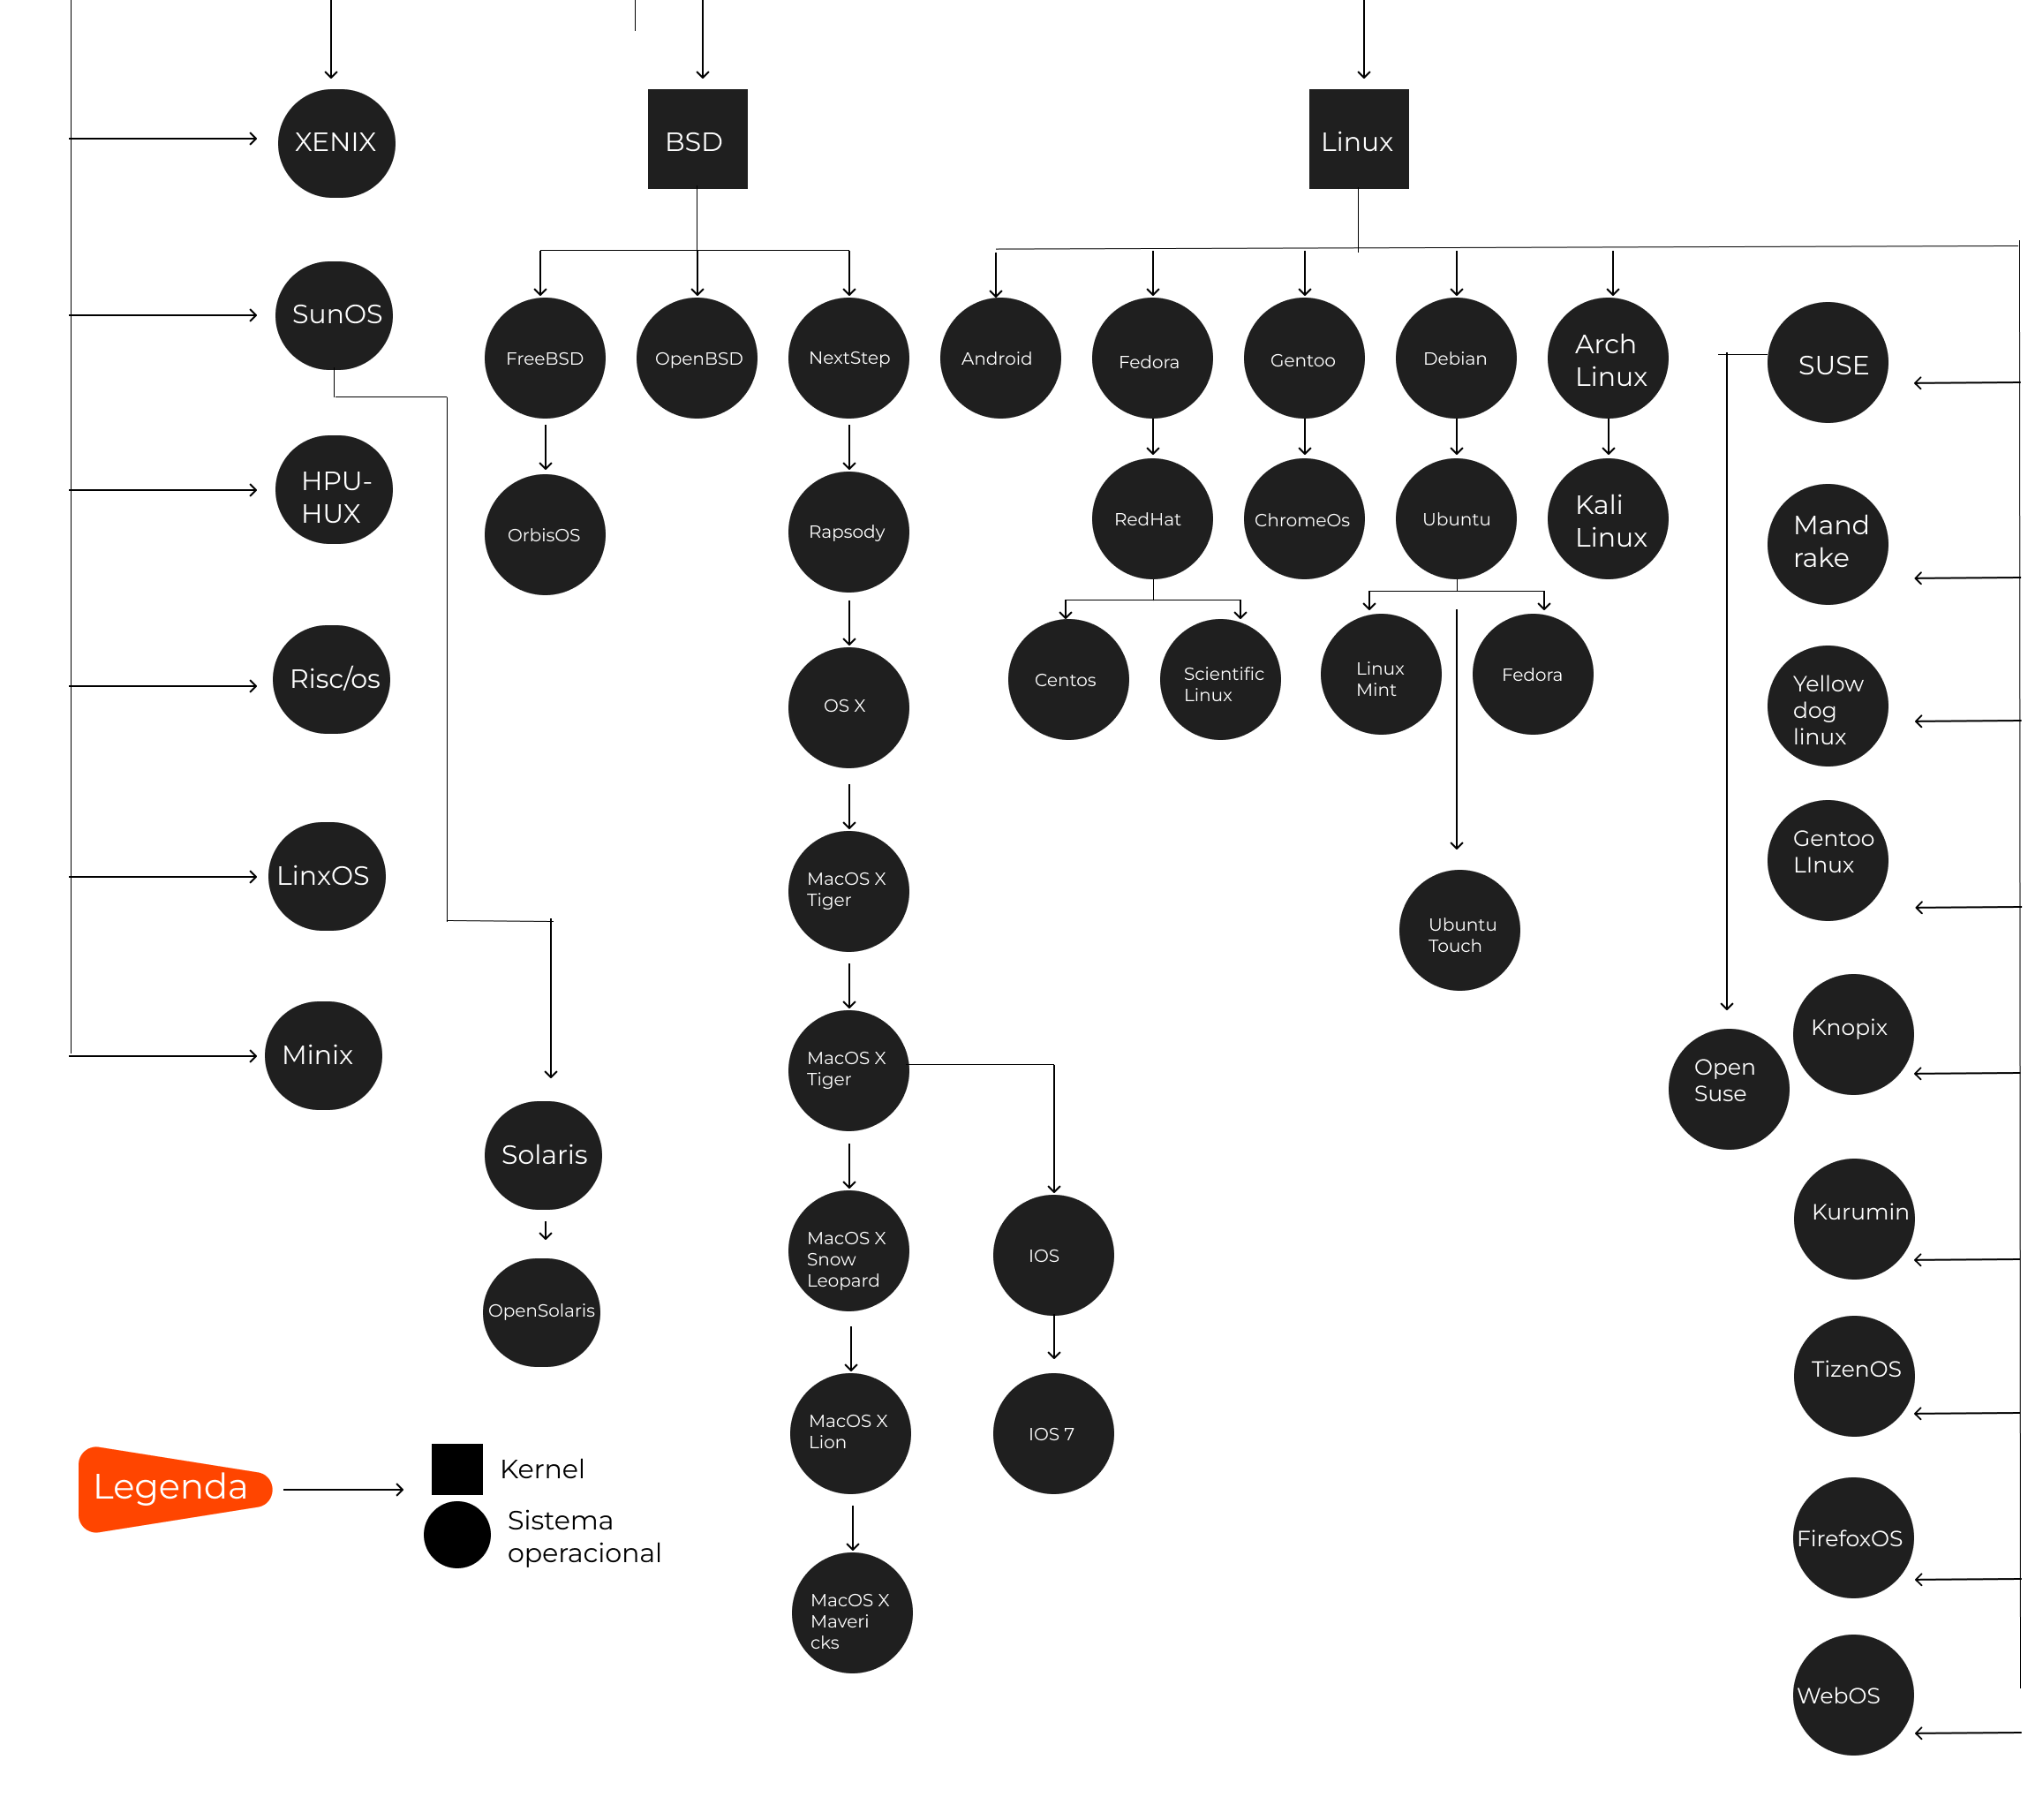 XENIX
BSD
Linux
SunOS
FreeBSD
OpenBSD
NextStep
Android
Fedora
Gentoo
Debian
Arch
Linux
SUSE
HPU-
HUX
OrbisOS
Rapsody
RedHat
ChromeOs
Ubuntu
Kali
Linux
Mand
rake
Risc/os
OS X
Centos
Scientific
Linux
Linux
Mint
Fedora
Yellow
dog
linux
LinxOS
MacOS X
Tiger
Ubuntu
Touch
Gentoo
LInux
Minix
MacOS X
Tiger
Open
Suse
Knopix
Solaris
MacOS X
Snow
Leopard
IOS
Kurumin
OpenSolaris
MacOS X
Lion
IOS 7
TizenOS
Legenda
Kernel
Sistema
operacional
MacOS X
Maveri
cks
FirefoxOS
WebOS